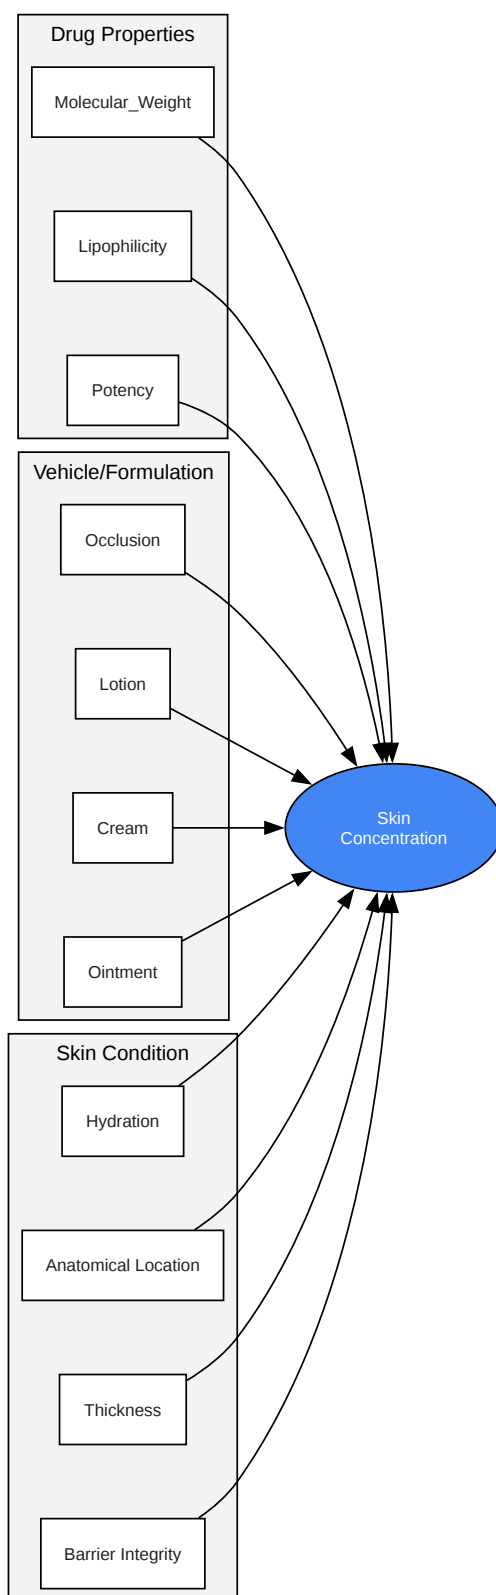 Drug Properties
Molecular_Weight
Lipophilicity
Potency
Vehicle/Formulation
Occlusion
Lotion
Cream
Ointment
Skin
Concentration
Skin Condition
Hydration
Anatomical Location
Thickness
Barrier Integrity